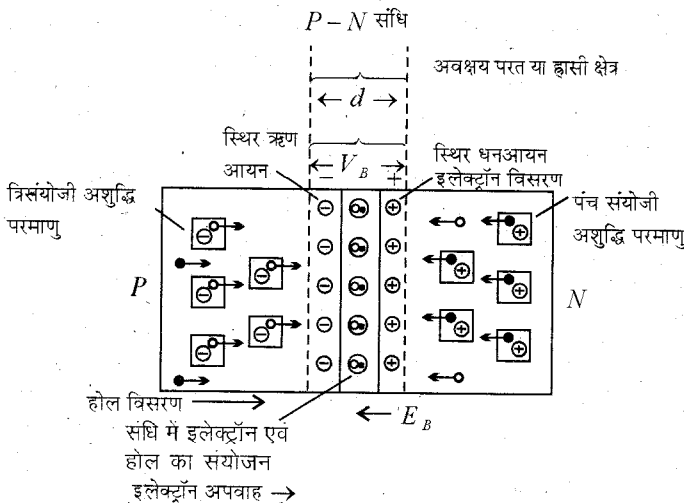 P – N संधि
अवक्षय परत या ह्रासी क्षेत्र
← d →
स्थिर ऋण
आयन
← V_B →
− +
स्थिर धनआयन
इलेक्ट्रॉन विसरण
त्रिसंयोजी अशुद्धि
परमाणु
पंच संयोजी
अशुद्धि परमाणु
P
N
होल विसरण →
← E_B
संधि में इलेक्ट्रॉन एवं
होल का संयोजन
इलेक्ट्रॉन अपवाह →